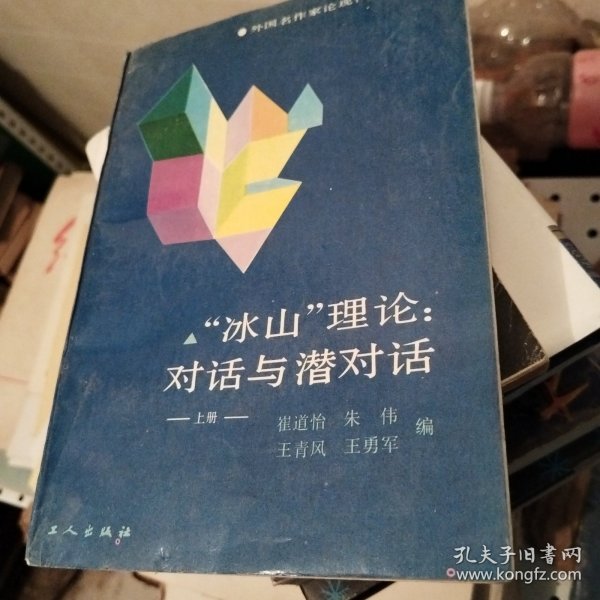 外国名作家论现
“冰山”理论：
对话与潜对话
— 上册 —
崔道怡 朱伟
王青风 王勇军 编
工人出版社
孔夫子旧书网
www.kongfz.com